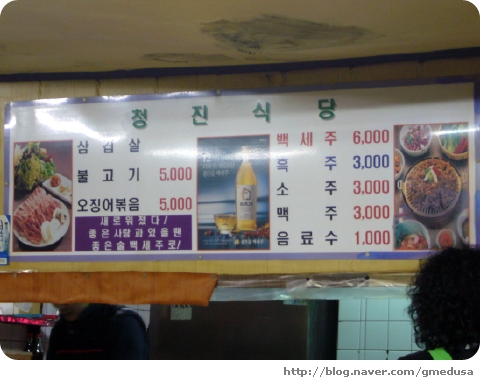 청진식당
삼겹살
불고기 5,000
오징어볶음 5,000
새로워졌다!
좋은 사람과 있을 땐
좋은술 백세주로!
백세주 6,000
흑주 3,000
소주 3,000
맥주 3,000
음료수 1,000
http://blog.naver.com/gmedusa